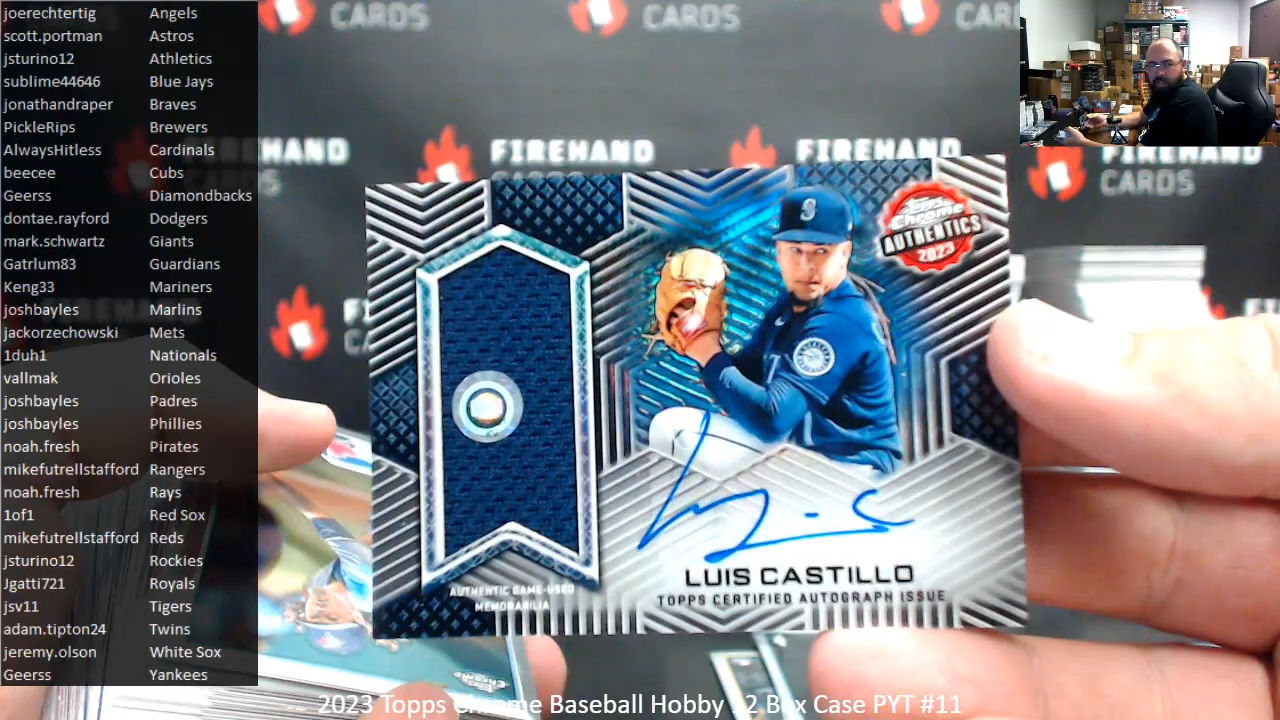 joerechtertig Angels
scott.portman Astros
jsturino12 Athletics
sublime44646 Blue Jays
jonathandraper Braves
PickleRips Brewers
AlwaysHitless Cardinals
beecee Cubs
Geerss Diamondbacks
dontae.rayford Dodgers
mark.schwartz Giants
Gatrlum83 Guardians
Keng33 Mariners
joshbayles Marlins
jackorzechowski Mets
1duh1 Nationals
vallmak Orioles
joshbayles Padres
joshbayles Phillies
noah.fresh Pirates
mikefutrellstafford Rangers
noah.fresh Rays
1of1 Red Sox
mikefutrellstafford Reds
jsturino12 Rockies
Jgatti721 Royals
jsv11 Tigers
adam.tipton24 Twins
jeremy.olson White Sox
Geerss Yankees
CARDS CARDS
FIREHAND FIREHAND
CARDS
Topps
Chrome
AUTHENTICS
2023
S
AUTHENTIC GAME-USED
MEMORABILIA
LUIS CASTILLO
TOPPS CERTIFIED AUTOGRAPH ISSUE
Chrome
2023 Topps Chrome Baseball Hobby 12 Box Case PYT #11